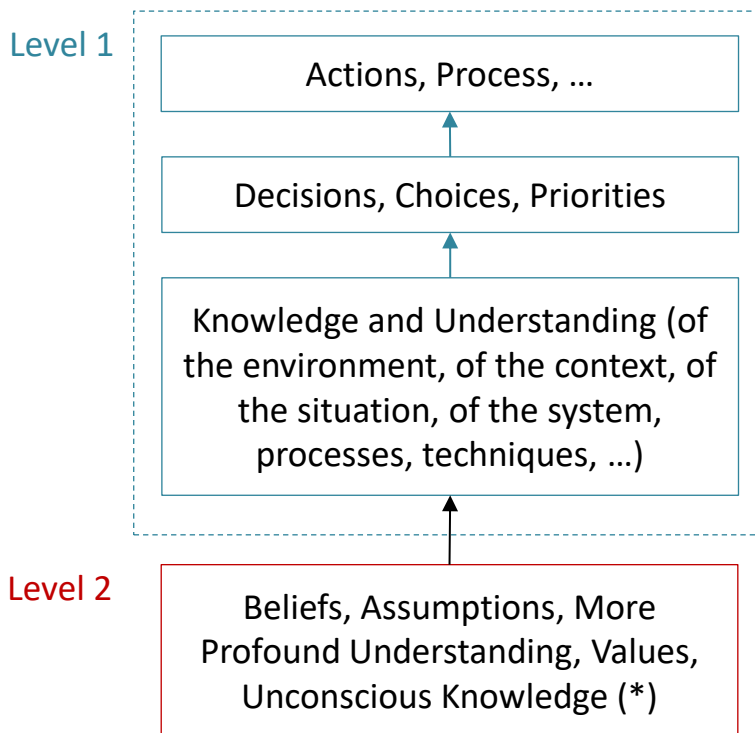 Level 1
Actions, Process, …
Decisions, Choices, Priorities
Knowledge and Understanding (of
the environment, of the context, of
the situation, of the system,
processes, techniques, …)
Level 2
Beliefs, Assumptions, More
Profound Understanding, Values,
Unconscious Knowledge (*)